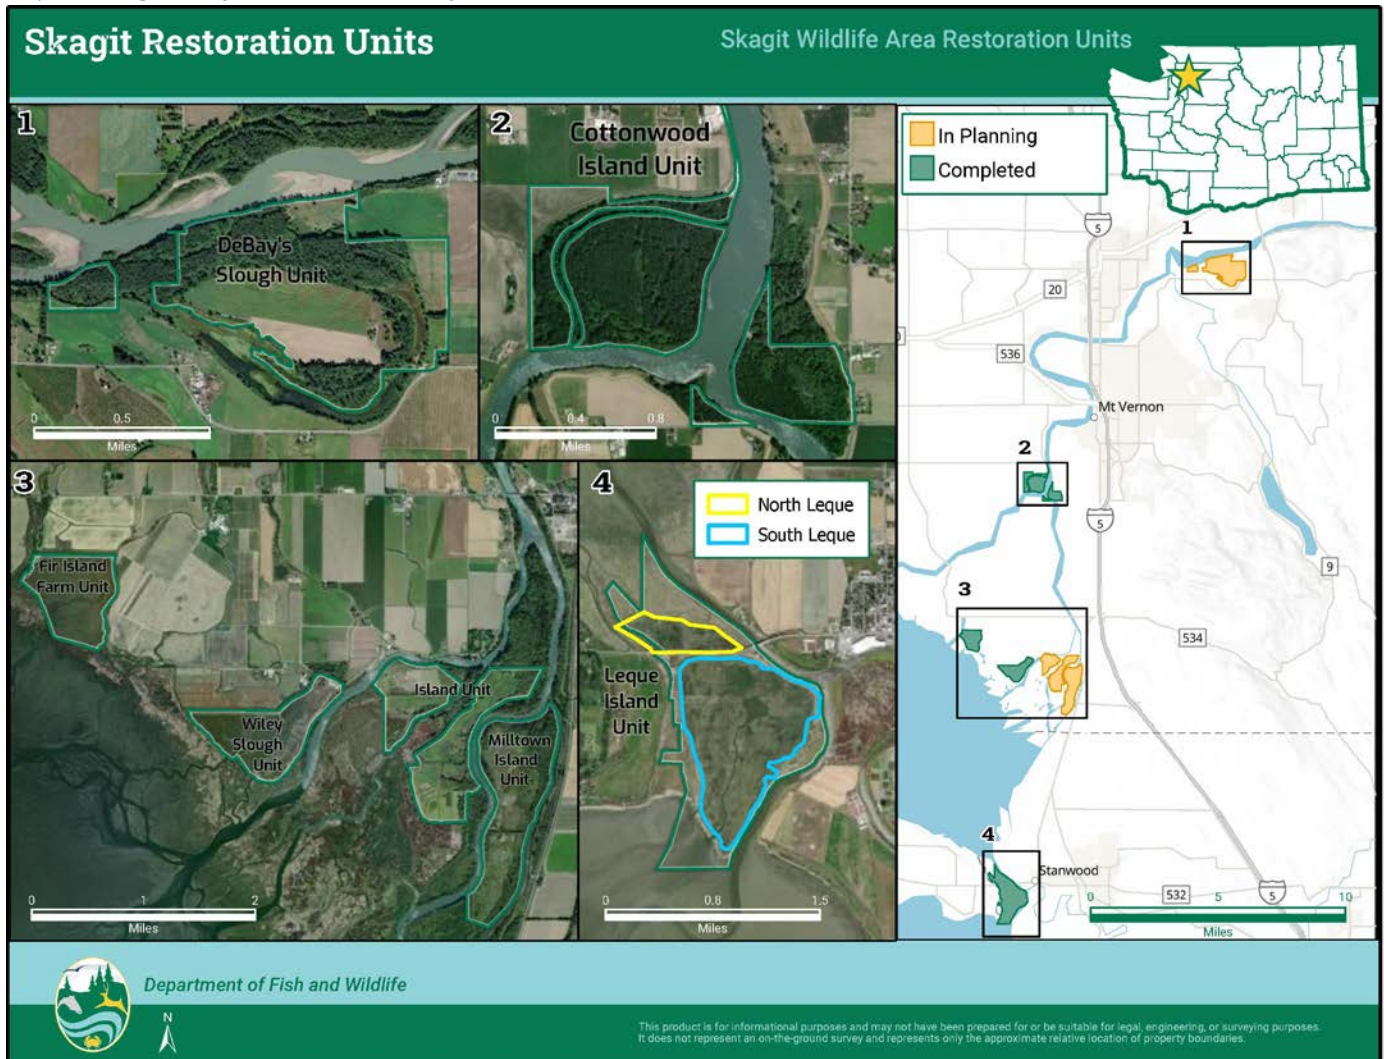 Skagit Restoration Units
Skagit Wildlife Area Restoration Units
1
DeBay's
Slough Unit
0 0.5 1
Miles
2
Cottonwood
Island Unit
0 0.4 0.8
Miles
3
Fir Island
Farm Unit
Wiley
Slough
Unit
Island Unit
Milltown
Island
Unit
0 1 2
Miles
4
North Leque
South Leque
Leque
Island
Unit
0 0.8 1.5
Miles
In Planning
Completed
5
1
20
536
Mt Vernon
2
5
9
3
534
4
Stanwood
532
5
0 5 10
Miles
Department of Fish and Wildlife
N
This product is for informational purposes and may not have been prepared for or be suitable for legal, engineering, or surveying purposes.
It does not represent an on-the-ground survey and represents only the approximate relative location of property boundaries.